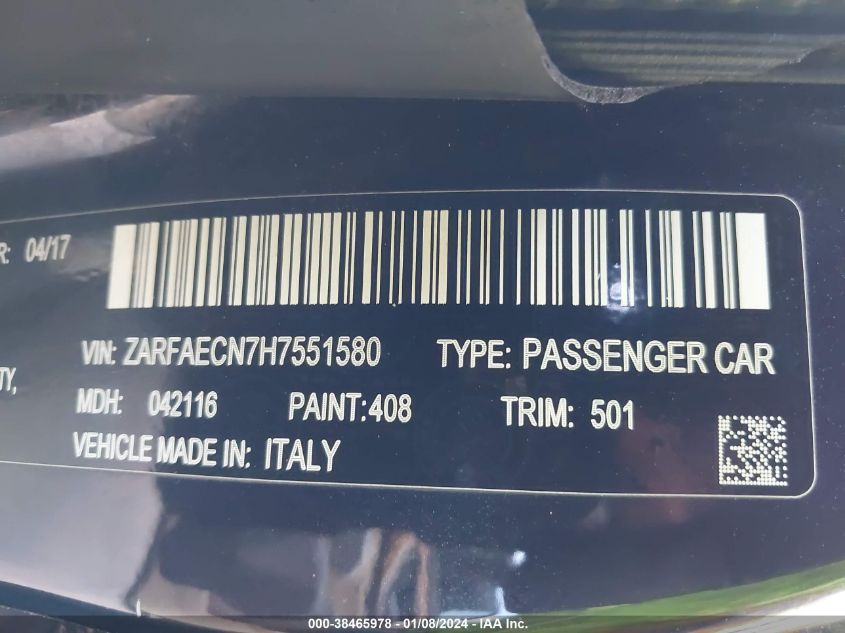 R: 04/17
VIN: ZARFAECN7H7551580 TYPE: PASSENGER CAR
TY,
MDH: 042116 PAINT:408 TRIM: 501
VEHICLE MADE IN: ITALY
000-38465978 - 01/08/2024 - IAA Inc.